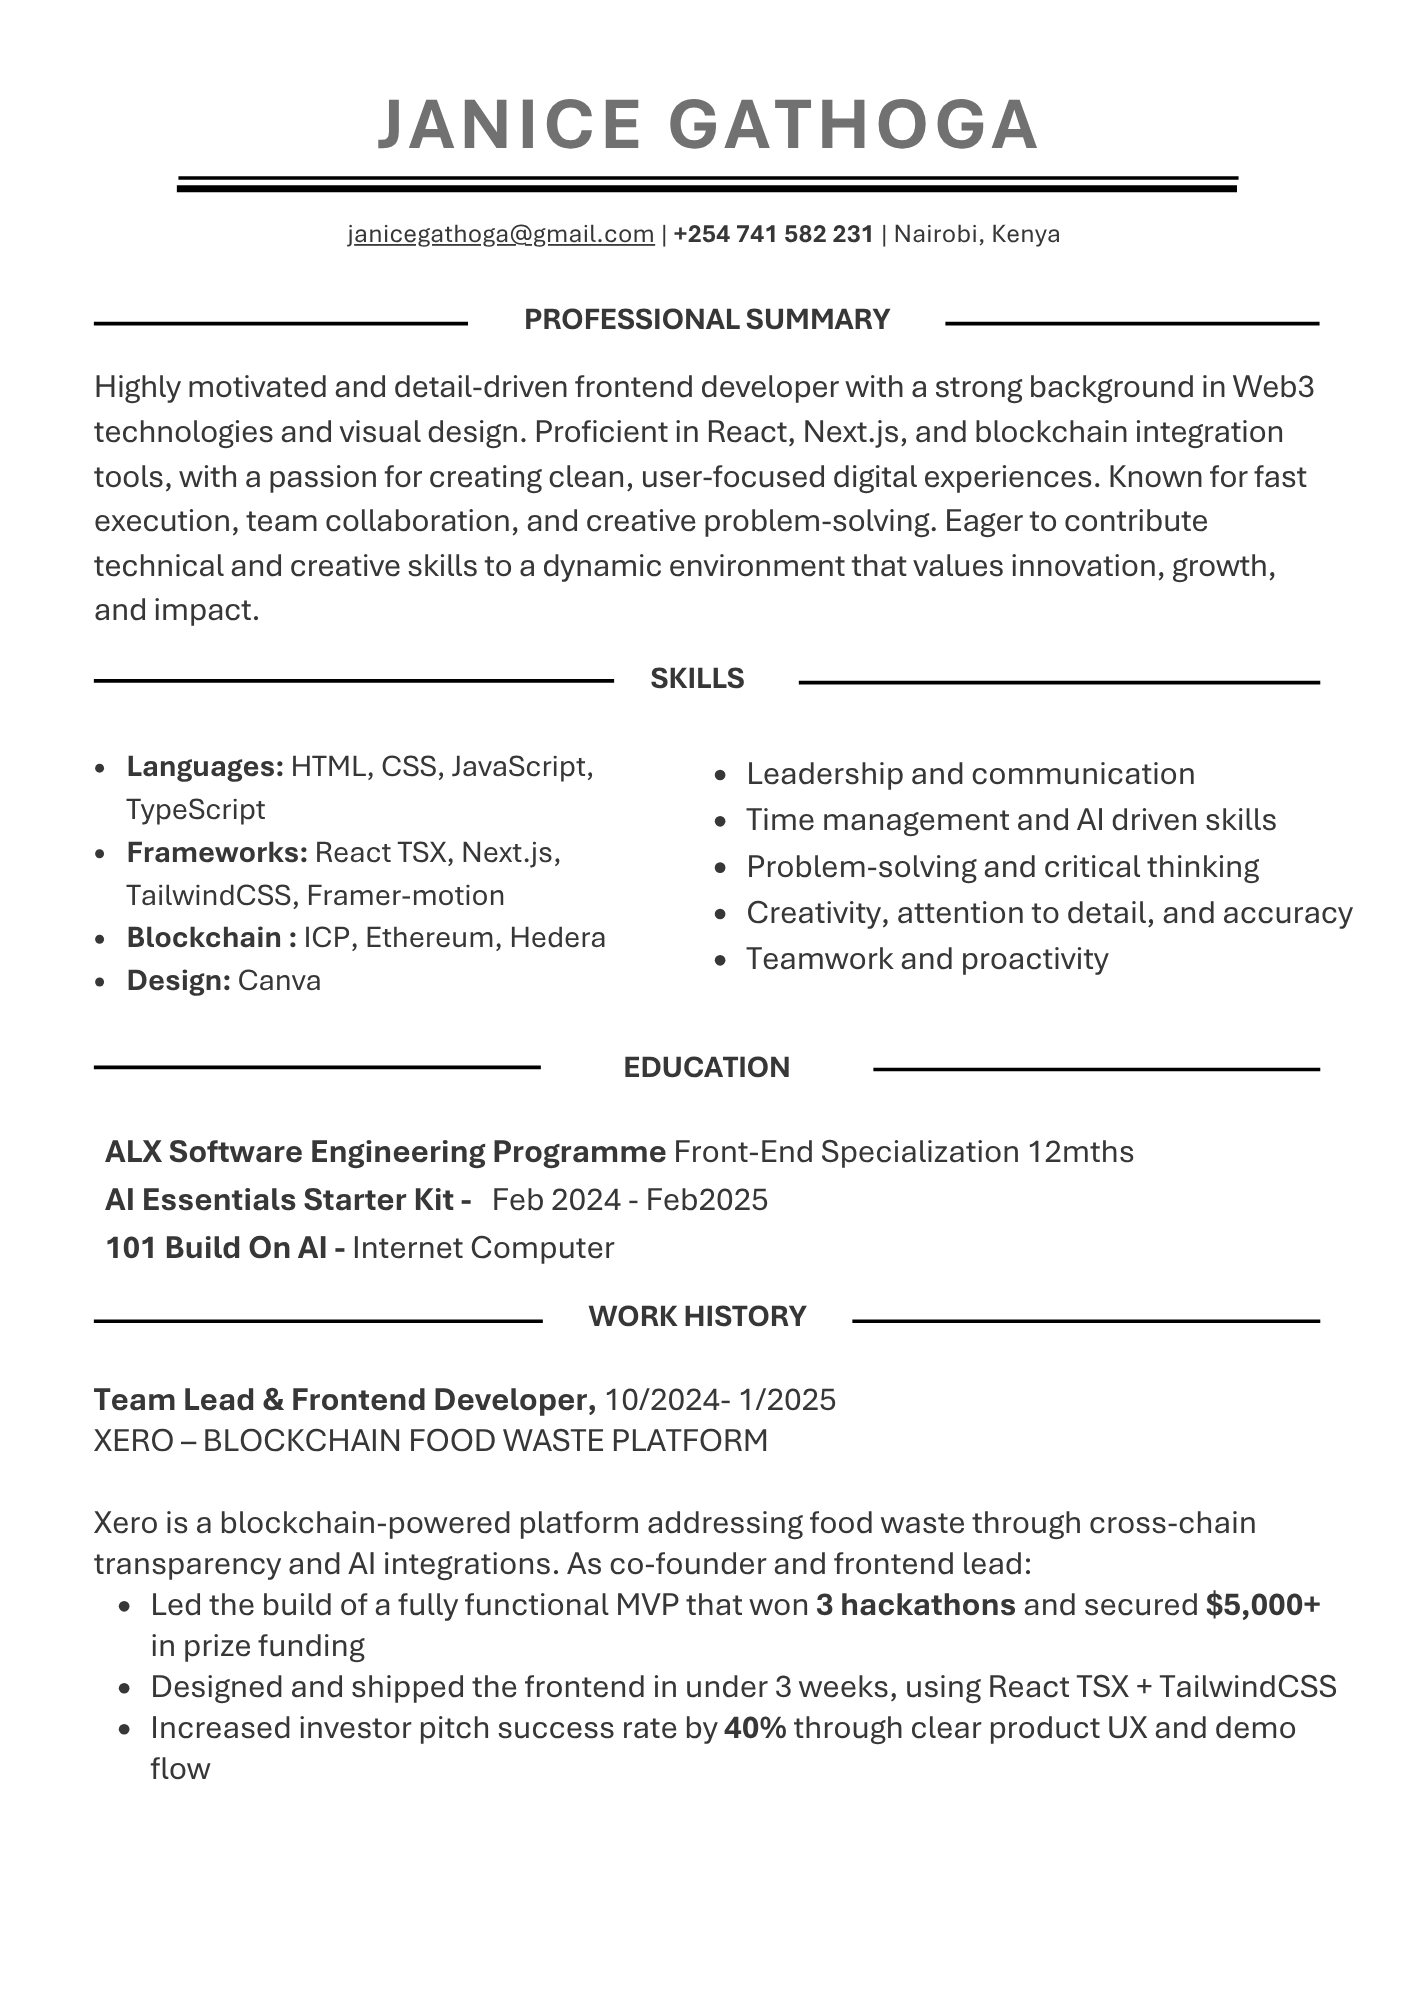 JANICE GATHOGA
janicegathoga@gmail.com | +254 741 582 231 | Nairobi, Kenya
PROFESSIONAL SUMMARY
Highly motivated and detail-driven frontend developer with a strong background in Web3
technologies and visual design. Proficient in React, Next.js, and blockchain integration
tools, with a passion for creating clean, user-focused digital experiences. Known for fast
execution, team collaboration, and creative problem-solving. Eager to contribute
technical and creative skills to a dynamic environment that values innovation, growth,
and impact.
SKILLS
• Languages: HTML, CSS, JavaScript,
TypeScript
• Frameworks: React TSX, Next.js,
TailwindCSS, Framer-motion
• Blockchain : ICP, Ethereum, Hedera
• Design: Canva
• Leadership and communication
• Time management and AI driven skills
• Problem-solving and critical thinking
• Creativity, attention to detail, and accuracy
• Teamwork and proactivity
EDUCATION
ALX Software Engineering Programme Front-End Specialization 12mths
AI Essentials Starter Kit - Feb 2024 - Feb2025
101 Build On AI - Internet Computer
WORK HISTORY
Team Lead & Frontend Developer, 10/2024- 1/2025
XERO – BLOCKCHAIN FOOD WASTE PLATFORM
Xero is a blockchain-powered platform addressing food waste through cross-chain
transparency and AI integrations. As co-founder and frontend lead:
• Led the build of a fully functional MVP that won 3 hackathons and secured $5,000+
in prize funding
• Designed and shipped the frontend in under 3 weeks, using React TSX + TailwindCSS
• Increased investor pitch success rate by 40% through clear product UX and demo
flow